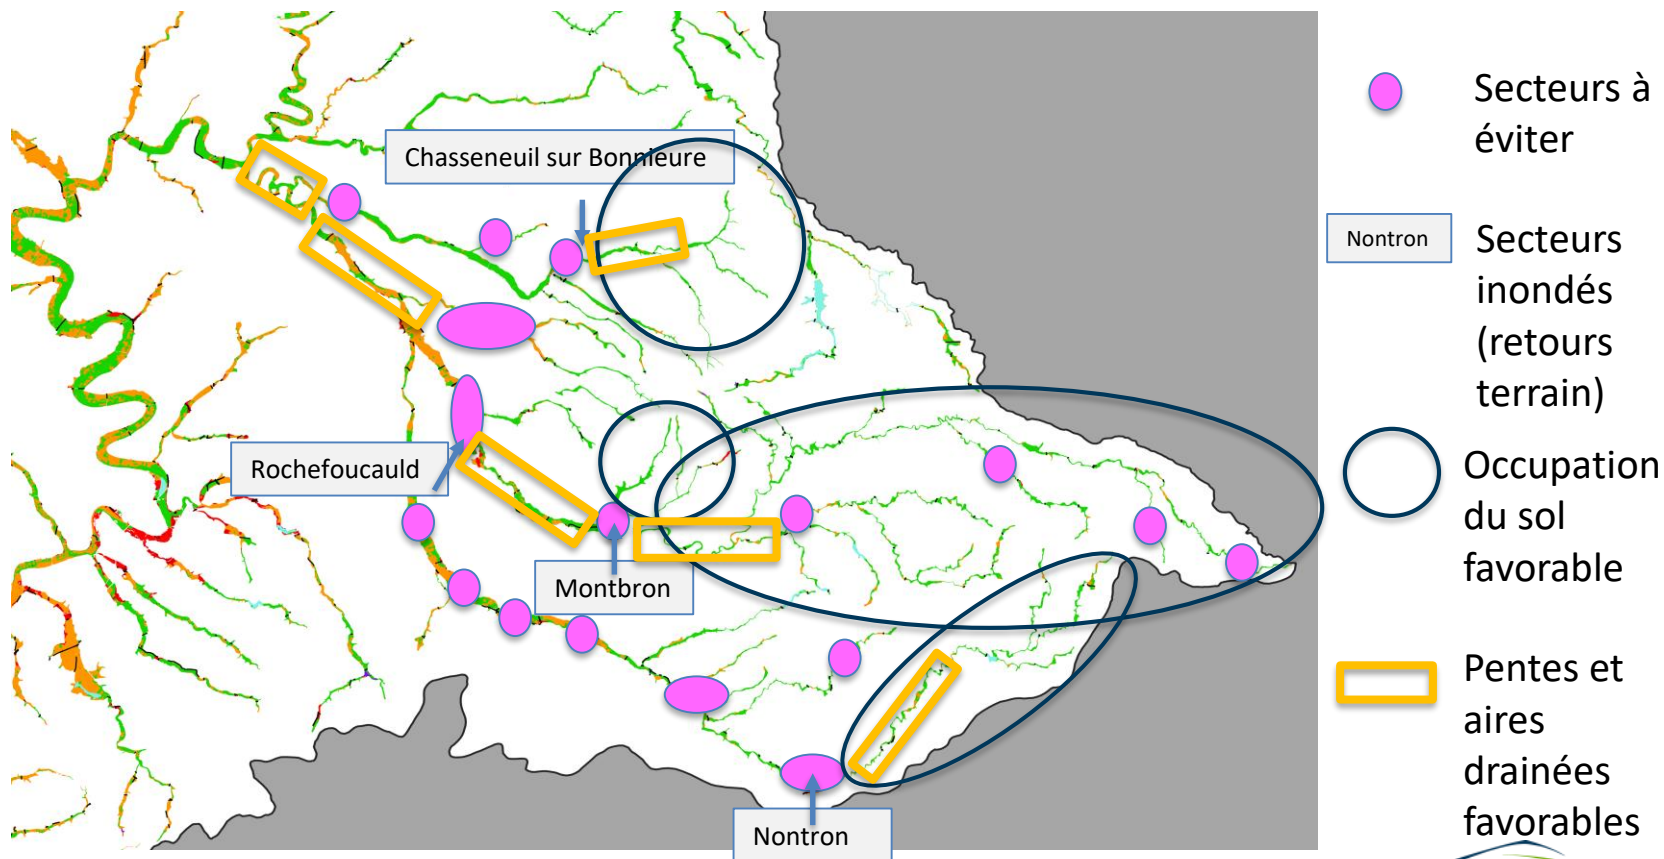 Chasseneuil sur Bonnieure
Rochefoucauld
Montbron
Nontron
Secteurs à
éviter
Nontron
Secteurs
inondés
(retours
terrain)
Occupation
du sol
favorable
Pentes et
aires
drainées
favorables